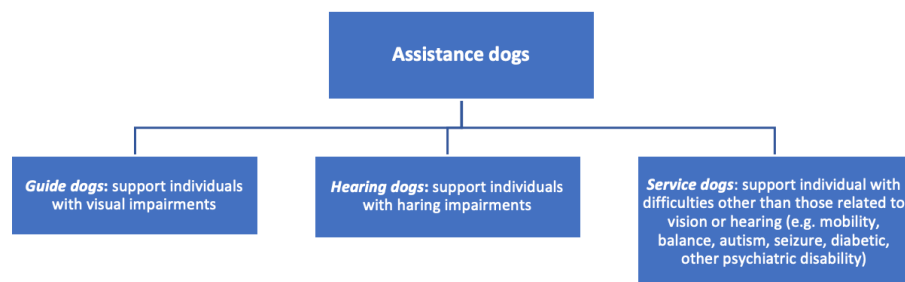 Assistance dogs
Guide dogs: support individuals
with visual impairments
Hearing dogs: support individuals
with haring impairments
Service dogs: support individual with
difficulties other than those related to
vision or hearing (e.g. mobility,
balance, autism, seizure, diabetic,
other psychiatric disability)